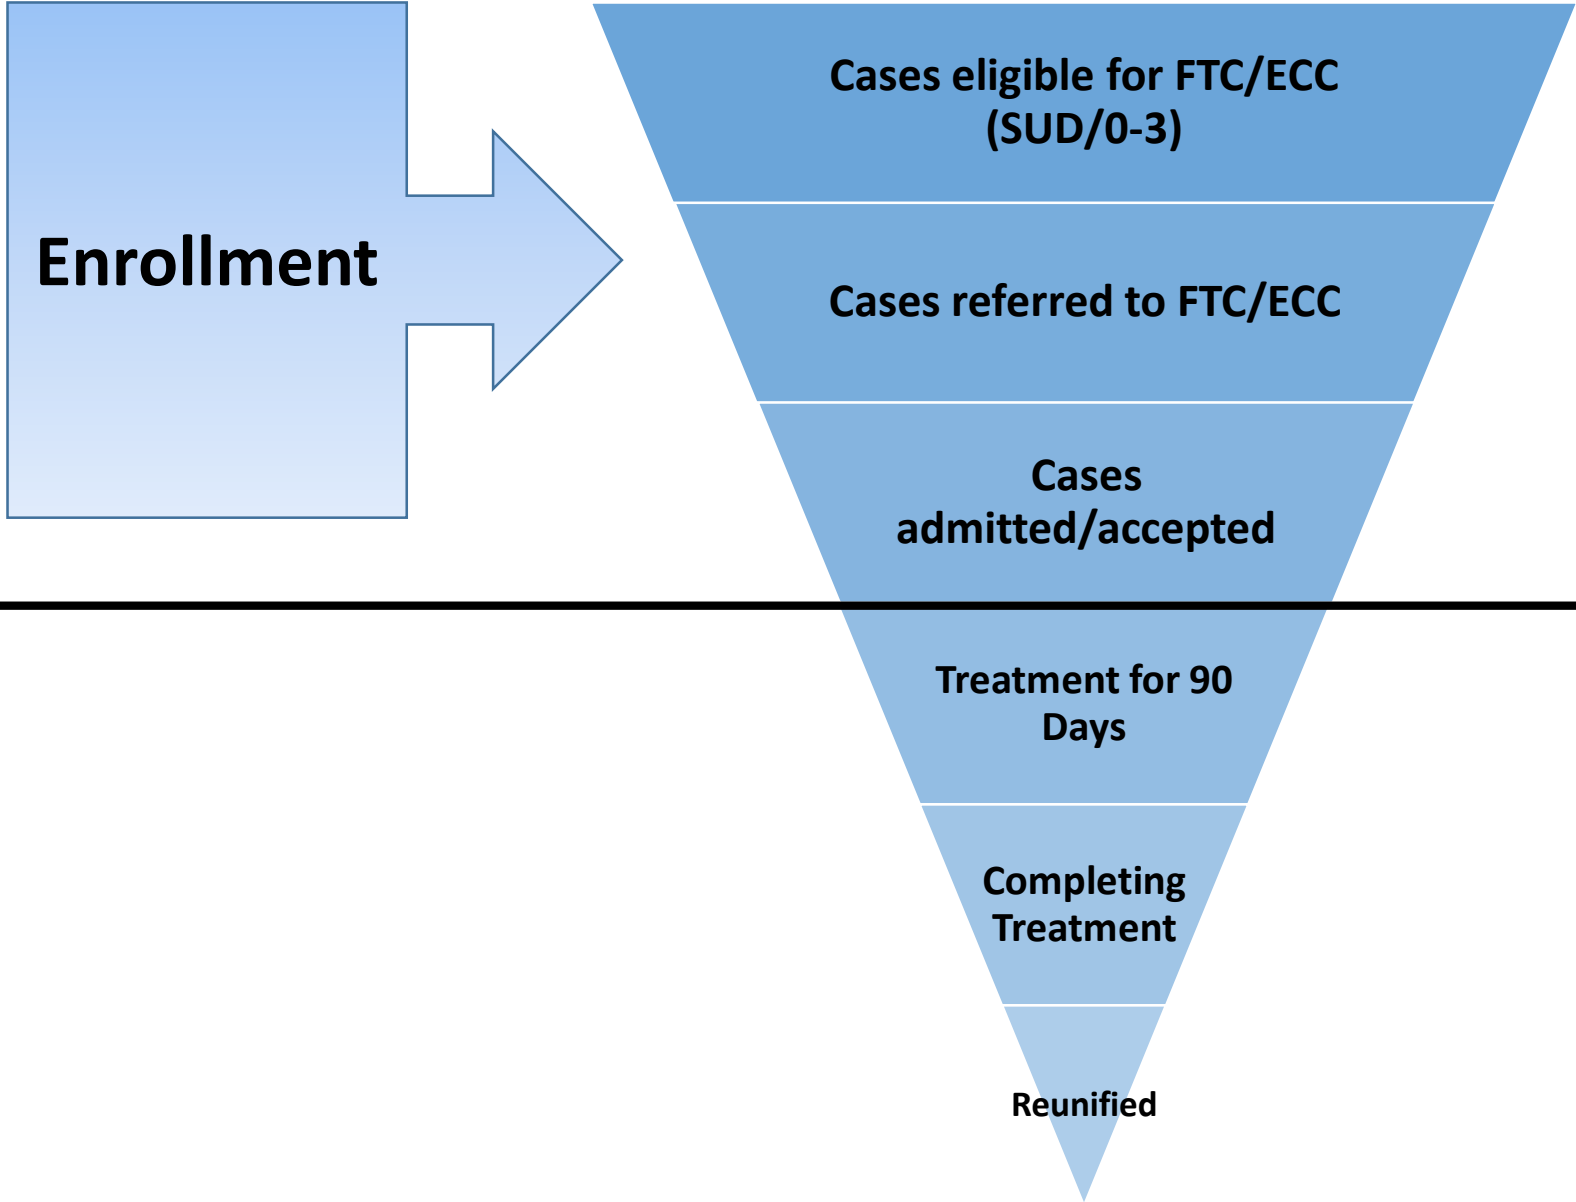 Enrollment
Cases eligible for FTC/ECC
(SUD/0-3)
Cases referred to FTC/ECC
Cases
admitted/accepted
Treatment for 90
Days
Completing
Treatment
Reunified